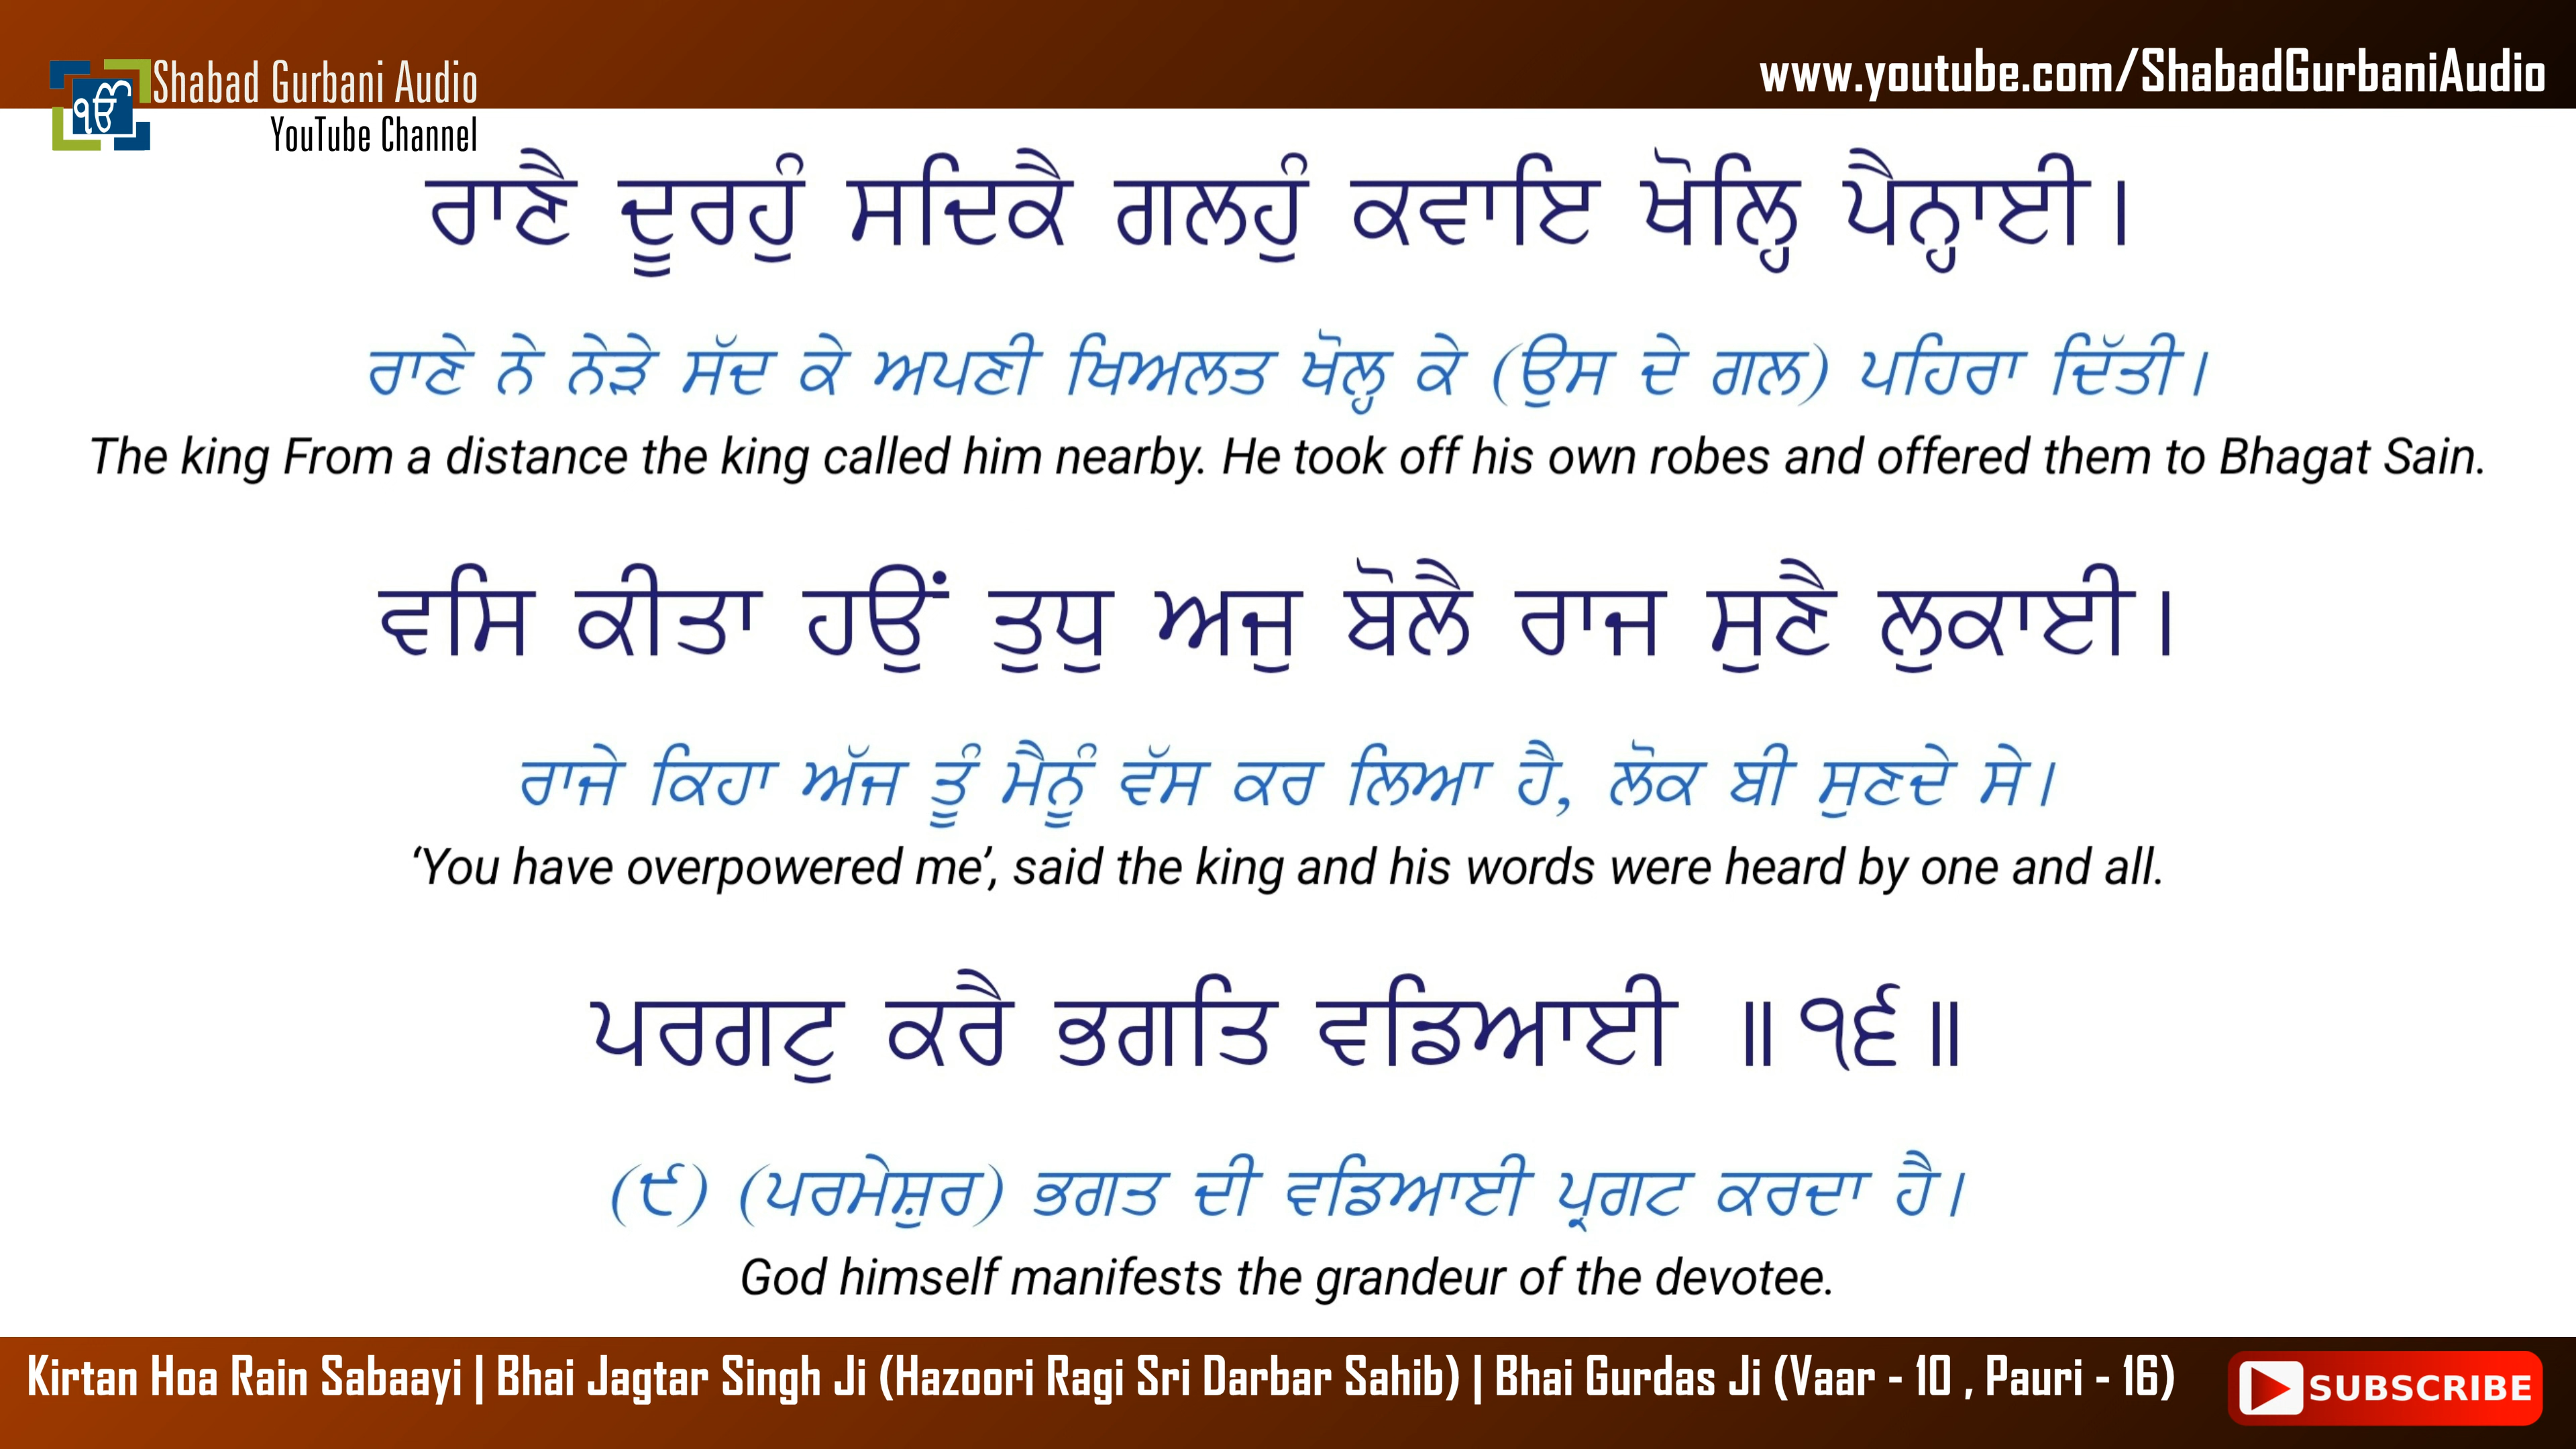 Shabad Gurbani Audio
YouTube Channel
www.youtube.com/ShabadGurbaniAudio
ੴ
ਰਾਣੈ ਦੂਰਹੁੰ ਸਦਿਕੈ ਗਲਹੁੰ ਕਵਾਇ ਖੋਲ੍ਹਿ ਪੈਨ੍ਹਾਈ।
ਰਾਣੇ ਨੇ ਨੇੜੇ ਸੱਦ ਕੇ ਅਪਣੀ ਖਿਅਲਤ ਖੋਲ੍ਹ ਕੇ (ਉਸ ਦੇ ਗਲ) ਪਹਿਰਾ ਦਿੱਤੀ।
The king From a distance the king called him nearby. He took off his own robes and offered them to Bhagat Sain.
ਵਸਿ ਕੀਤਾ ਹਉਂ ਤੁਧੁ ਅਜੁ ਬੋਲੈ ਰਾਜ ਸੁਣੈ ਲੁਕਾਈ।
ਰਾਜੇ ਕਿਹਾ ਅੱਜ ਤੂੰ ਮੈਨੂੰ ਵੱਸ ਕਰ ਲਿਆ ਹੈ, ਲੋਕ ਬੀ ਸੁਣਦੇ ਸੇ।
‘You have overpowered me’, said the king and his words were heard by one and all.
ਪਰਗਟੁ ਕਰੈ ਭਗਤਿ ਵਡਿਆਈ ॥੧੬॥
(੯) (ਪਰਮੇਸ਼ੁਰ) ਭਗਤ ਦੀ ਵਡਿਆਈ ਪ੍ਰਗਟ ਕਰਦਾ ਹੈ।
God himself manifests the grandeur of the devotee.
Kirtan Hoa Rain Sabaayi | Bhai Jagtar Singh Ji (Hazoori Ragi Sri Darbar Sahib) | Bhai Gurdas Ji (Vaar - 10 , Pauri - 16)
SUBSCRIBE